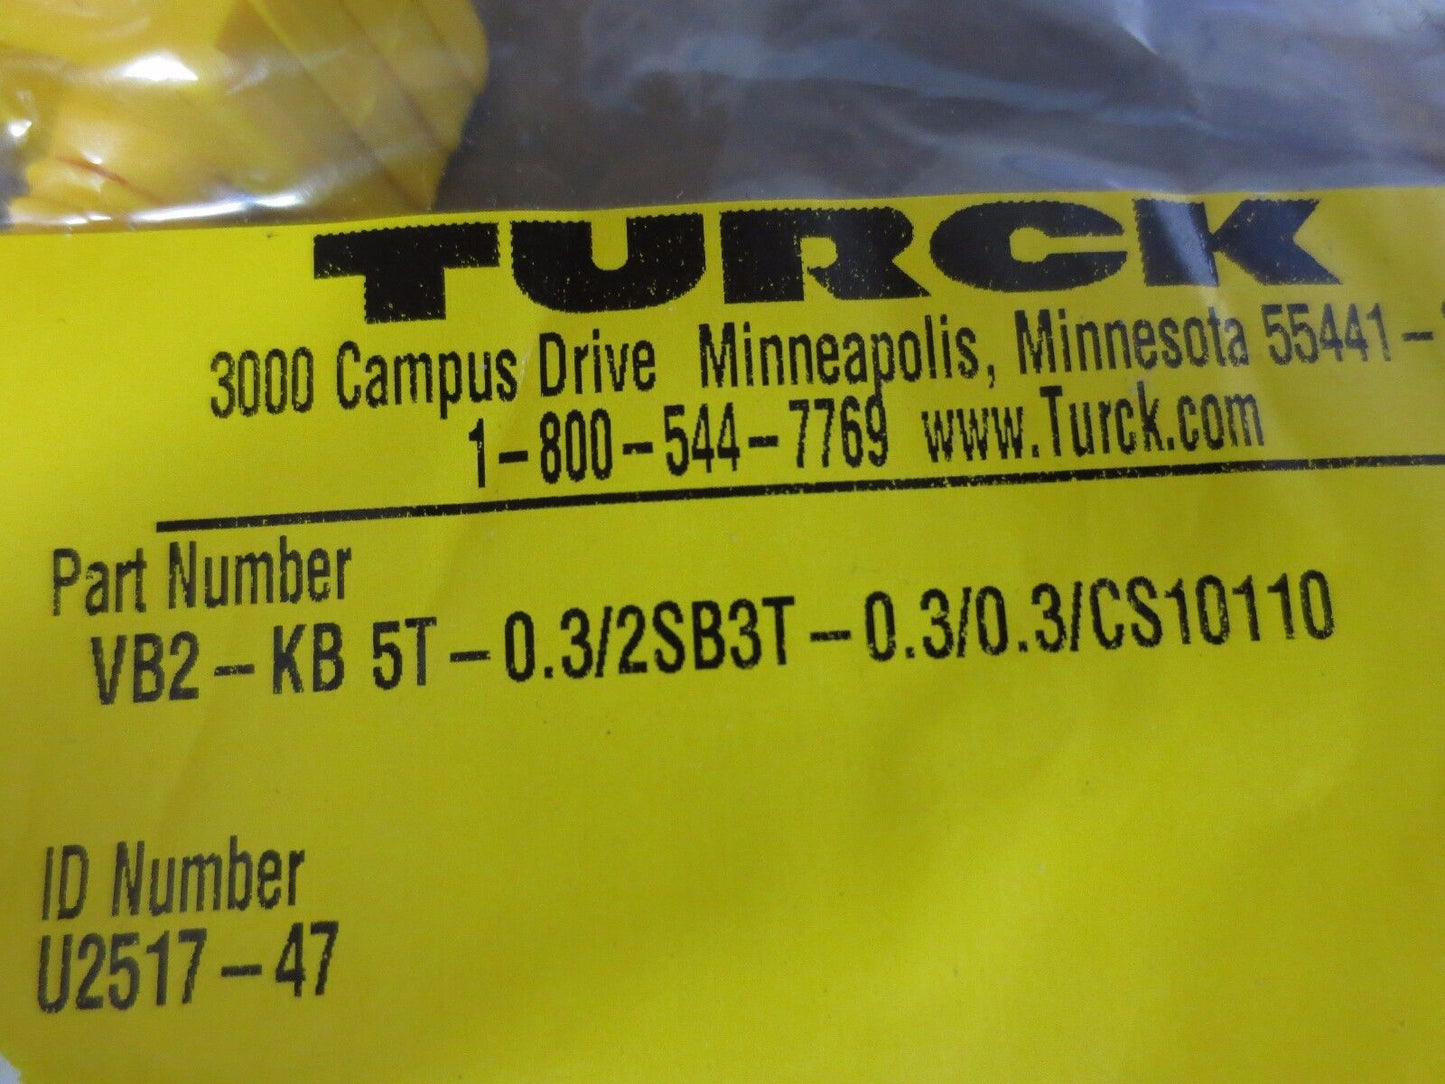 TURCK
3000 Campus Drive Minneapolis, Minnesota 55441-
1-800-544-7769 www.Turck.com
Part Number
VB2-KB 5T-0.3/2SB3T-0.3/0.3/CS10110
ID Number
U2517-47